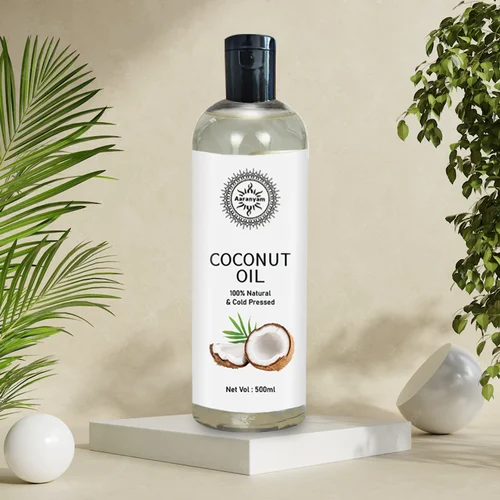 Aaranyam
COCONUT
OIL
100% Natural
& Cold Pressed
Net Vol : 500ml